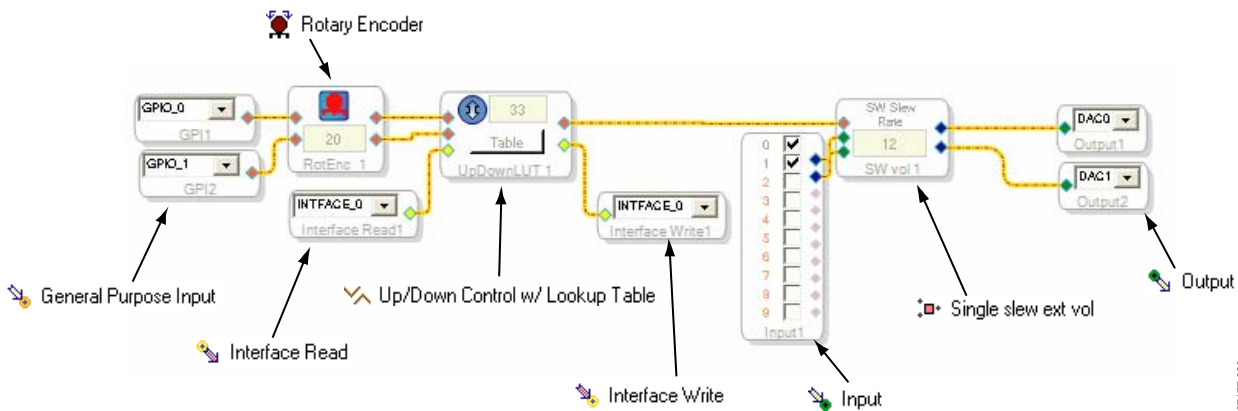 Rotary Encoder
GPIO_0
GPI1
GPIO_1
GPI2
20
RotEnc 1
33
Table
UpDownLUT 1
INTFACE_0
Interface Read1
INTFACE_0
Interface Write1
0
1
2
3
4
5
6
7
8
9
Input1
SW Slew
Rate
12
SW vol 1
DAC0
Output1
DAC1
Output2
General Purpose Input
Interface Read
Up/Down Control w/ Lookup Table
Interface Write
Input
Single slew ext vol
Output